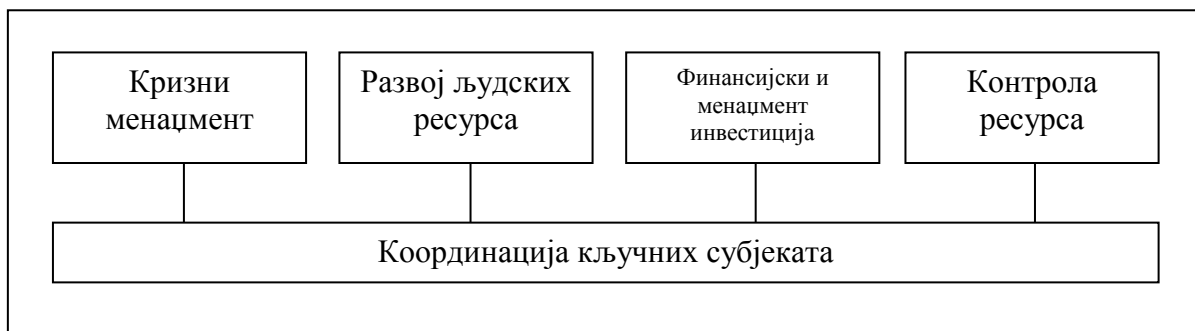 Кризни
менаџмент
Развој људских
ресурса
Финансијски и
менаџмент
инвестиција
Контрола
ресурса
Координација кључних субјеката